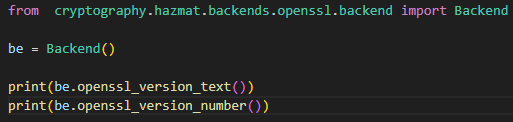 from  cryptography.hazmat.backends.openssl.backend import Backend
be = Backend()
print(be.openssl_version_text())
print(be.openssl_version_number())